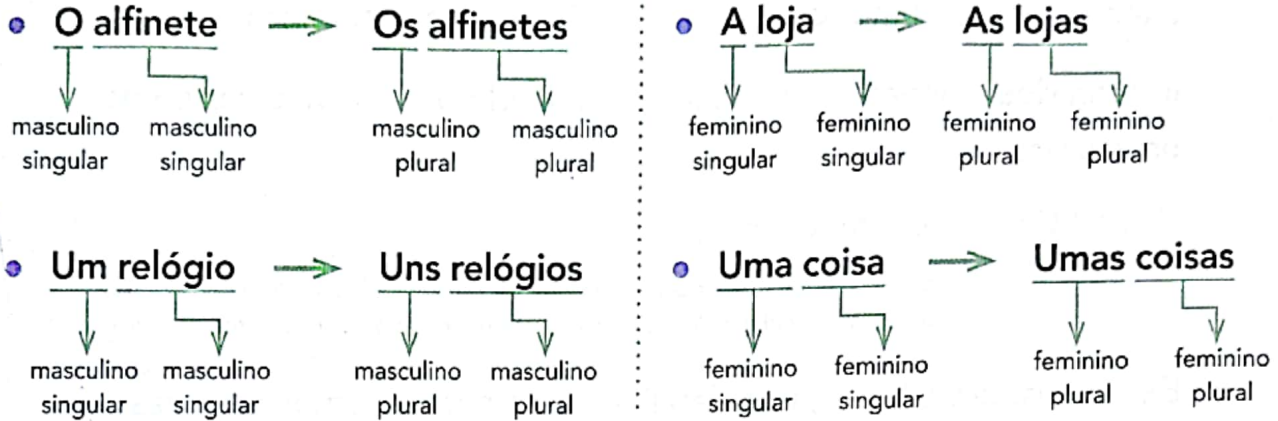 O alfinete Os alfinetes
masculino masculino masculino masculino
singular singular plural plural
A loja As lojas
feminino feminino feminino feminino
singular singular plural plural
Um relógio Uns relógios
masculino masculino masculino masculino
singular singular plural plural
Uma coisa Umas coisas
feminino feminino feminino feminino
singular singular plural plural